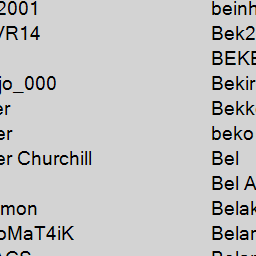 2001
VR14
jo_000
er
er
er Churchill
mon
oMaT4iK
beinh
Bek2
BEKE
Bekir
Bekk
beko
Bel
Bel A
Belak
Belar